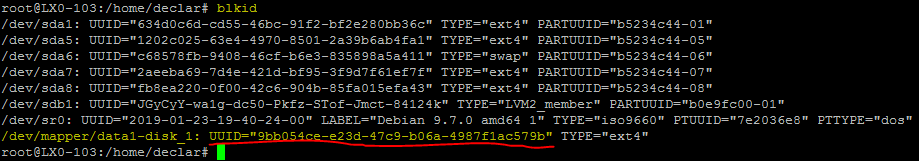 root@LX0-103:/home/declar# blkid
/dev/sda1: UUID="634d0c6d-cd55-46bc-91f2-bf2e280bb36c" TYPE="ext4" PARTUUID="b5234c44-01"
/dev/sda5: UUID="1202c025-63e4-4970-8501-2a39b6ab4fa1" TYPE="ext4" PARTUUID="b5234c44-05"
/dev/sda6: UUID="c68578fb-9408-46cf-b6e3-835898a5a411" TYPE="swap" PARTUUID="b5234c44-06"
/dev/sda7: UUID="2aeeba69-7d4e-421d-bf95-3f9d7f61ef7f" TYPE="ext4" PARTUUID="b5234c44-07"
/dev/sda8: UUID="fb8ea220-0f00-42c6-904b-85fa015efa43" TYPE="ext4" PARTUUID="b5234c44-08"
/dev/sdb1: UUID="JGyCyY-wa1g-dc50-Pkfz-STof-Jmct-84124k" TYPE="LVM2_member" PARTUUID="b0e9fc00-01"
/dev/sr0: UUID="2019-01-23-19-40-24-00" LABEL="Debian 9.7.0 amd64 1" TYPE="iso9660" PTUUID="7e2036e8" PTTYPE="dos"
/dev/mapper/data1-disk_1: UUID="9bb054ce-e23d-47c9-b06a-4987f1ac579b" TYPE="ext4"
root@LX0-103:/home/declar#